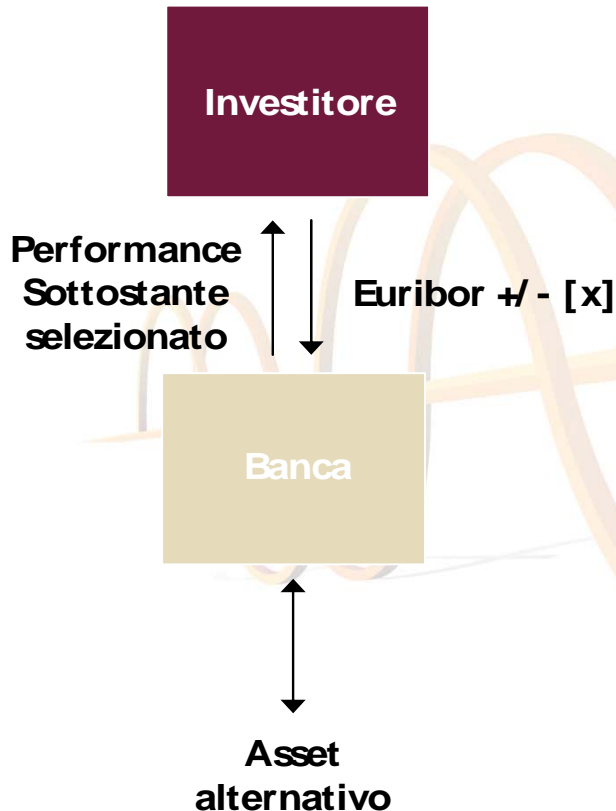 Investitore
Performance
Sottostante
selezionato
Euribor +/- [x]
Banca
Asset
alternativo